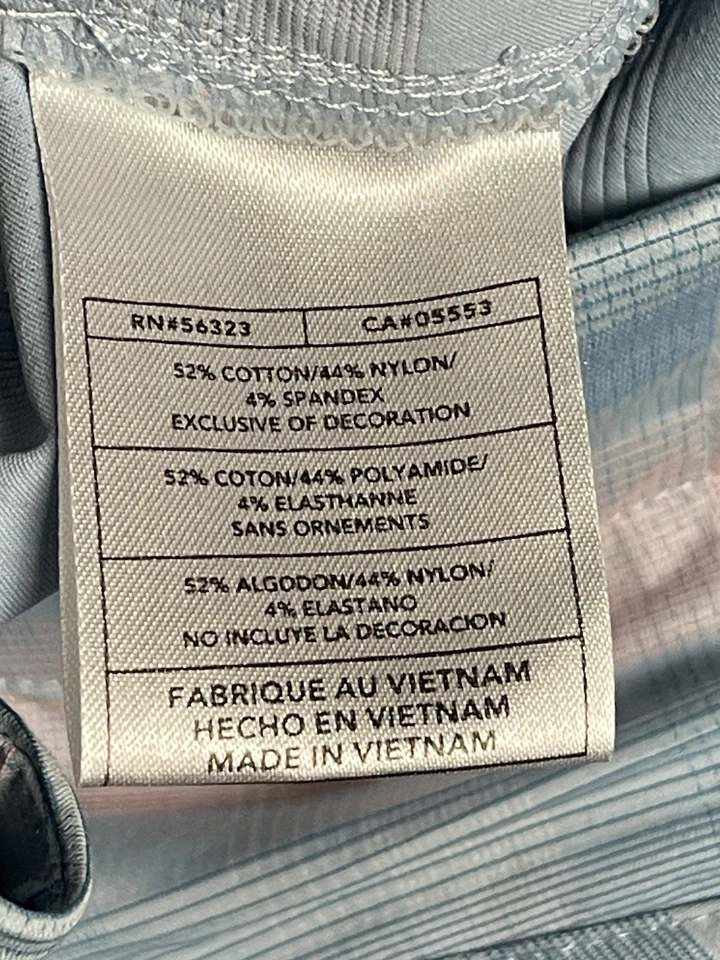 RN#56323 CA#05553
52% COTTON/44% NYLON/
4% SPANDEX
EXCLUSIVE OF DECORATION
52% COTON/44% POLYAMIDE/
4% ELASTHANNE
SANS ORNEMENTS
52% ALGODON/44% NYLON/
4% ELASTANO
NO INCLUYE LA DECORACION
FABRIQUE AU VIETNAM
HECHO EN VIETNAM
MADE IN VIETNAM